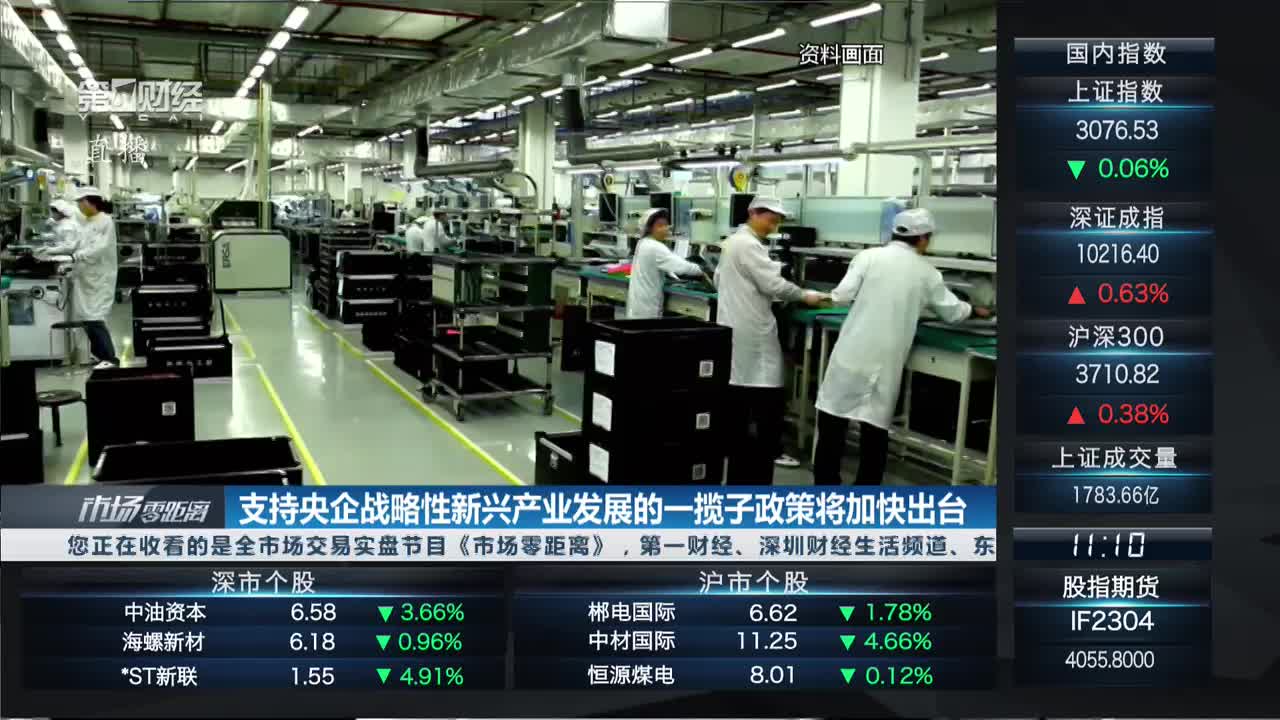 资料画面
第1财经
YICAI
直播
ERSA
市场零距离
支持央企战略性新兴产业发展的一揽子政策将加快出台
您正在收看的是全市场交易实盘节目《市场零距离》，第一财经、深圳财经生活频道、东
深市个股
中油资本 6.58 ▼3.66%
海螺新材 6.18 ▼0.96%
*ST新联 1.55 ▼4.91%
沪市个股
郴电国际 6.62 ▼1.78%
中材国际 11.25 ▼4.66%
恒源煤电 8.01 ▼0.12%
国内指数
上证指数
3076.53
▼ 0.06%
深证成指
10216.40
▲ 0.63%
沪深300
3710.82
▲ 0.38%
上证成交量
1783.66亿
11:10
股指期货
IF2304
4055.8000